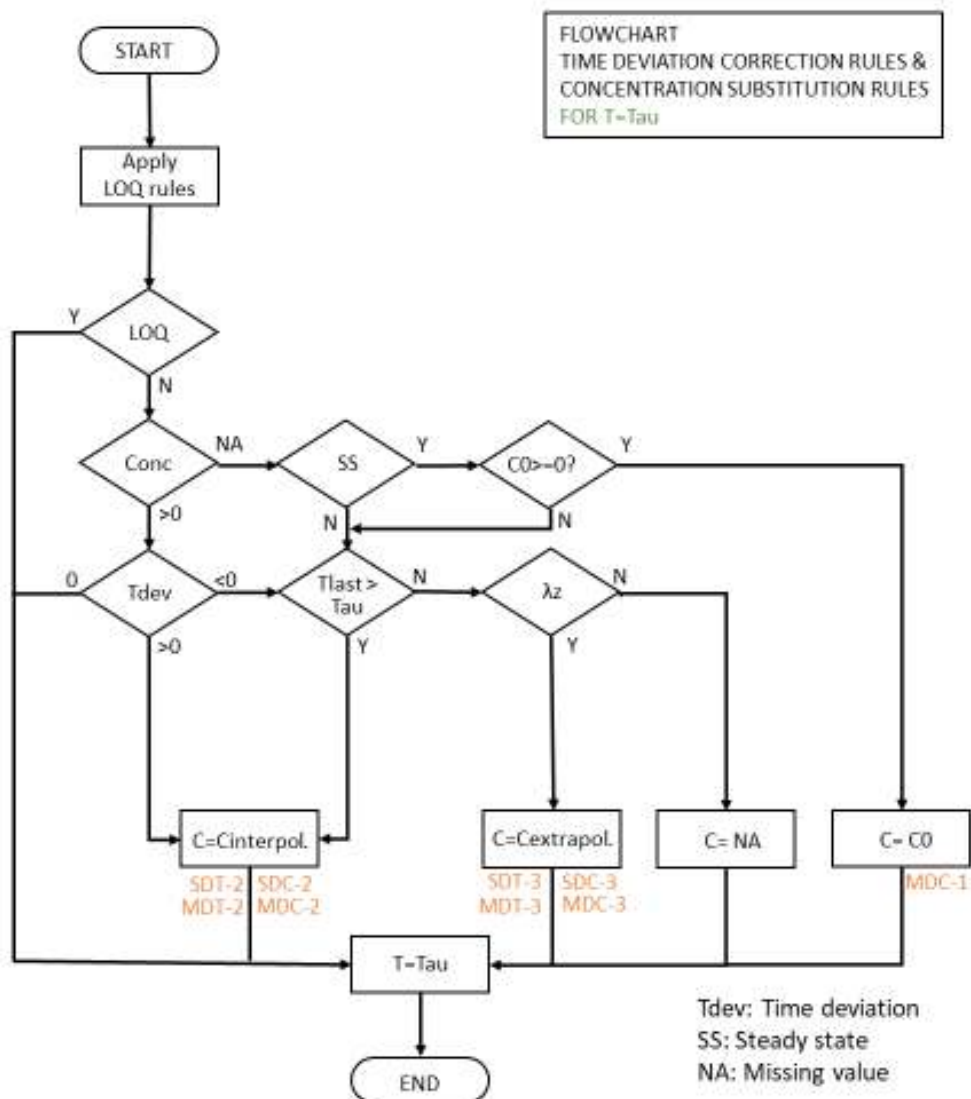 START
FLOWCHART
TIME DEVIATION CORRECTION RULES &
CONCENTRATION SUBSTITUTION RULES
FOR T=Tau
Apply
LOQ rules
Y
LOQ
N
Conc
NA
SS
Y
C0>=0?
Y
>0
N
N
0
Tdev
<0
Tlast >
Tau
N
λz
N
>0
Y
Y
C=Cinterpol.
C=Cextrapol.
C= NA
C= C0
SDT-2 SDC-2
MDT-2 MDC-2
SDT-3 SDC-3
MDT-3 MDC-3
MDC-1
T=Tau
Tdev: Time deviation
SS: Steady state
NA: Missing value
END